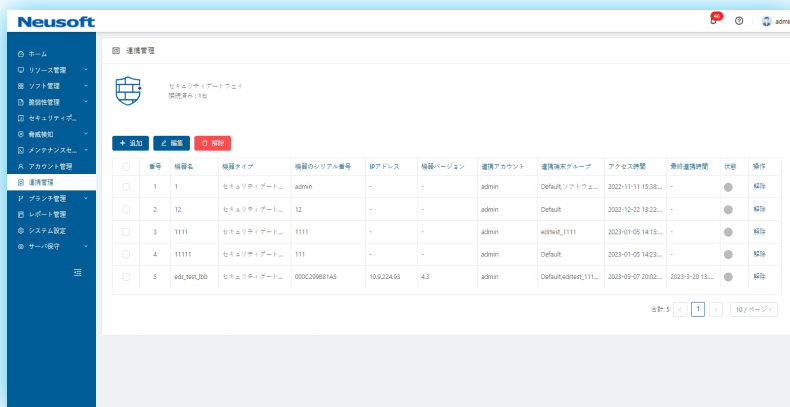 Neusoft
46
admin
ホーム
リソース管理
ソフト管理
脆弱性管理
セキュリティポ...
脅威検知
メンテナンスセ...
アカウント管理
連携管理
ブランチ管理
レポート管理
システム設定
サーバ保守
連携管理
セキュリティゲートウェイ
接続済み: 1台
+ 追加 編集 解除
番号 機器名 機器タイプ 機器のシリアル番号 IPアドレス 機器バージョン 連携アカウント 連携端末グループ アクセス時間 最終連携時間 状態 操作
1 1 セキュリティゲート... admin - - admin Default,ソフトウェ... 2022-11-11 15:38:... - 解除
2 12 セキュリティゲート... 12 - - admin Default 2022-12-22 13:22:... - 解除
3 1111 セキュリティゲート... 1111 - - admin edrtest_1111 2023-01-05 14:15:... - 解除
4 11111 セキュリティゲート... 111 - - admin Default 2023-01-05 14:23:... - 解除
5 edr_test_lbb セキュリティゲート... 000C299BB1A5 10.9.224.93 4.3 admin Default,edrtest_111... 2023-03-07 20:02:... 2023-3-20 13:... 解除
合計: 5 < 1 > 10 / ページ